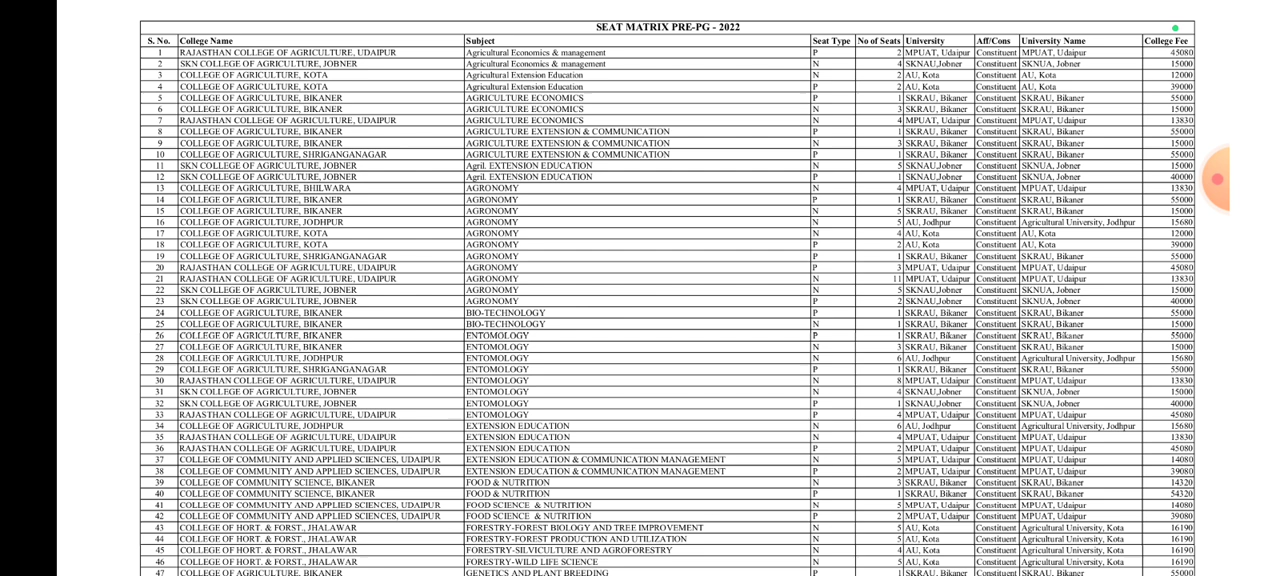 SEAT MATRIX PRE-PG - 2022
S. No. College Name Subject Seat Type No of Seats University Aff/Cons University Name College Fee
1 RAJASTHAN COLLEGE OF AGRICULTURE, UDAIPUR Agricultural Economics & management P 2 MPUAT, Udaipur Constituent MPUAT, Udaipur 45080
2 SKN COLLEGE OF AGRICULTURE, JOBNER Agricultural Economics & management N 4 SKNAU,Jobner Constituent SKNUA, Jobner 15000
3 COLLEGE OF AGRICULTURE, KOTA Agricultural Extension Education N 2 AU, Kota Constituent AU, Kota 12000
4 COLLEGE OF AGRICULTURE, KOTA Agricultural Extension Education P 2 AU, Kota Constituent AU, Kota 39000
5 COLLEGE OF AGRICULTURE, BIKANER AGRICULTURE ECONOMICS P 1 SKRAU, Bikaner Constituent SKRAU, Bikaner 55000
6 COLLEGE OF AGRICULTURE, BIKANER AGRICULTURE ECONOMICS N 3 SKRAU, Bikaner Constituent SKRAU, Bikaner 15000
7 RAJASTHAN COLLEGE OF AGRICULTURE, UDAIPUR AGRICULTURE ECONOMICS N 4 MPUAT, Udaipur Constituent MPUAT, Udaipur 13830
8 COLLEGE OF AGRICULTURE, BIKANER AGRICULTURE EXTENSION & COMMUNICATION P 1 SKRAU, Bikaner Constituent SKRAU, Bikaner 55000
9 COLLEGE OF AGRICULTURE, BIKANER AGRICULTURE EXTENSION & COMMUNICATION N 3 SKRAU, Bikaner Constituent SKRAU, Bikaner 15000
10 COLLEGE OF AGRICULTURE, SHRIGANGANAGAR AGRICULTURE EXTENSION & COMMUNICATION P 1 SKRAU, Bikaner Constituent SKRAU, Bikaner 55000
11 SKN COLLEGE OF AGRICULTURE, JOBNER Agril. EXTENSION EDUCATION N 5 SKNAU,Jobner Constituent SKNUA, Jobner 15000
12 SKN COLLEGE OF AGRICULTURE, JOBNER Agril. EXTENSION EDUCATION P 1 SKNAU,Jobner Constituent SKNUA, Jobner 40000
13 COLLEGE OF AGRICULTURE, BHILWARA AGRONOMY N 4 MPUAT, Udaipur Constituent MPUAT, Udaipur 13830
14 COLLEGE OF AGRICULTURE, BIKANER AGRONOMY P 1 SKRAU, Bikaner Constituent SKRAU, Bikaner 55000
15 COLLEGE OF AGRICULTURE, BIKANER AGRONOMY N 5 SKRAU, Bikaner Constituent SKRAU, Bikaner 15000
16 COLLEGE OF AGRICULTURE, JODHPUR AGRONOMY N 5 AU, Jodhpur Constituent Agricultural University, Jodhpur 15680
17 COLLEGE OF AGRICULTURE, KOTA AGRONOMY N 4 AU, Kota Constituent AU, Kota 12000
18 COLLEGE OF AGRICULTURE, KOTA AGRONOMY P 2 AU, Kota Constituent AU, Kota 39000
19 COLLEGE OF AGRICULTURE, SHRIGANGANAGAR AGRONOMY P 1 SKRAU, Bikaner Constituent SKRAU, Bikaner 55000
20 RAJASTHAN COLLEGE OF AGRICULTURE, UDAIPUR AGRONOMY P 3 MPUAT, Udaipur Constituent MPUAT, Udaipur 45080
21 RAJASTHAN COLLEGE OF AGRICULTURE, UDAIPUR AGRONOMY N 11 MPUAT, Udaipur Constituent MPUAT, Udaipur 13830
22 SKN COLLEGE OF AGRICULTURE, JOBNER AGRONOMY N 5 SKNAU,Jobner Constituent SKNUA, Jobner 15000
23 SKN COLLEGE OF AGRICULTURE, JOBNER AGRONOMY P 2 SKNAU,Jobner Constituent SKNUA, Jobner 40000
24 COLLEGE OF AGRICULTURE, BIKANER BIO-TECHNOLOGY P 1 SKRAU, Bikaner Constituent SKRAU, Bikaner 55000
25 COLLEGE OF AGRICULTURE, BIKANER BIO-TECHNOLOGY N 1 SKRAU, Bikaner Constituent SKRAU, Bikaner 15000
26 COLLEGE OF AGRICULTURE, BIKANER ENTOMOLOGY P 1 SKRAU, Bikaner Constituent SKRAU, Bikaner 55000
27 COLLEGE OF AGRICULTURE, BIKANER ENTOMOLOGY N 3 SKRAU, Bikaner Constituent SKRAU, Bikaner 15000
28 COLLEGE OF AGRICULTURE, JODHPUR ENTOMOLOGY N 6 AU, Jodhpur Constituent Agricultural University, Jodhpur 15680
29 COLLEGE OF AGRICULTURE, SHRIGANGANAGAR ENTOMOLOGY P 1 SKRAU, Bikaner Constituent SKRAU, Bikaner 55000
30 RAJASTHAN COLLEGE OF AGRICULTURE, UDAIPUR ENTOMOLOGY N 8 MPUAT, Udaipur Constituent MPUAT, Udaipur 13830
31 SKN COLLEGE OF AGRICULTURE, JOBNER ENTOMOLOGY N 4 SKNAU,Jobner Constituent SKNUA, Jobner 15000
32 SKN COLLEGE OF AGRICULTURE, JOBNER ENTOMOLOGY P 1 SKNAU,Jobner Constituent SKNUA, Jobner 40000
33 RAJASTHAN COLLEGE OF AGRICULTURE, UDAIPUR ENTOMOLOGY P 4 MPUAT, Udaipur Constituent MPUAT, Udaipur 45080
34 COLLEGE OF AGRICULTURE, JODHPUR EXTENSION EDUCATION N 6 AU, Jodhpur Constituent Agricultural University, Jodhpur 15680
35 RAJASTHAN COLLEGE OF AGRICULTURE, UDAIPUR EXTENSION EDUCATION N 4 MPUAT, Udaipur Constituent MPUAT, Udaipur 13830
36 RAJASTHAN COLLEGE OF AGRICULTURE, UDAIPUR EXTENSION EDUCATION P 2 MPUAT, Udaipur Constituent MPUAT, Udaipur 45080
37 COLLEGE OF COMMUNITY AND APPLIED SCIENCES, UDAIPUR EXTENSION EDUCATION & COMMUNICATION MANAGEMENT N 5 MPUAT, Udaipur Constituent MPUAT, Udaipur 14080
38 COLLEGE OF COMMUNITY AND APPLIED SCIENCES, UDAIPUR EXTENSION EDUCATION & COMMUNICATION MANAGEMENT P 2 MPUAT, Udaipur Constituent MPUAT, Udaipur 39080
39 COLLEGE OF COMMUNITY SCIENCE, BIKANER FOOD & NUTRITION N 3 SKRAU, Bikaner Constituent SKRAU, Bikaner 14320
40 COLLEGE OF COMMUNITY SCIENCE, BIKANER FOOD & NUTRITION P 1 SKRAU, Bikaner Constituent SKRAU, Bikaner 54320
41 COLLEGE OF COMMUNITY AND APPLIED SCIENCES, UDAIPUR FOOD SCIENCE & NUTRITION N 5 MPUAT, Udaipur Constituent MPUAT, Udaipur 14080
42 COLLEGE OF COMMUNITY AND APPLIED SCIENCES, UDAIPUR FOOD SCIENCE & NUTRITION P 2 MPUAT, Udaipur Constituent MPUAT, Udaipur 39080
43 COLLEGE OF HORT. & FORST., JHALAWAR FORESTRY-FOREST BIOLOGY AND TREE IMPROVEMENT N 5 AU, Kota Constituent Agricultural University, Kota 16190
44 COLLEGE OF HORT. & FORST., JHALAWAR FORESTRY-FOREST PRODUCTION AND UTILIZATION N 5 AU, Kota Constituent Agricultural University, Kota 16190
45 COLLEGE OF HORT. & FORST., JHALAWAR FORESTRY-SILVICULTURE AND AGROFORESTRY N 4 AU, Kota Constituent Agricultural University, Kota 16190
46 COLLEGE OF HORT. & FORST., JHALAWAR FORESTRY-WILD LIFE SCIENCE N 5 AU, Kota Constituent Agricultural University, Kota 16190
47 COLLEGE OF AGRICULTURE, BIKANER GENETICS AND PLANT BREEDING P 1 SKRAU, Bikaner Constituent SKRAU, Bikaner 55000